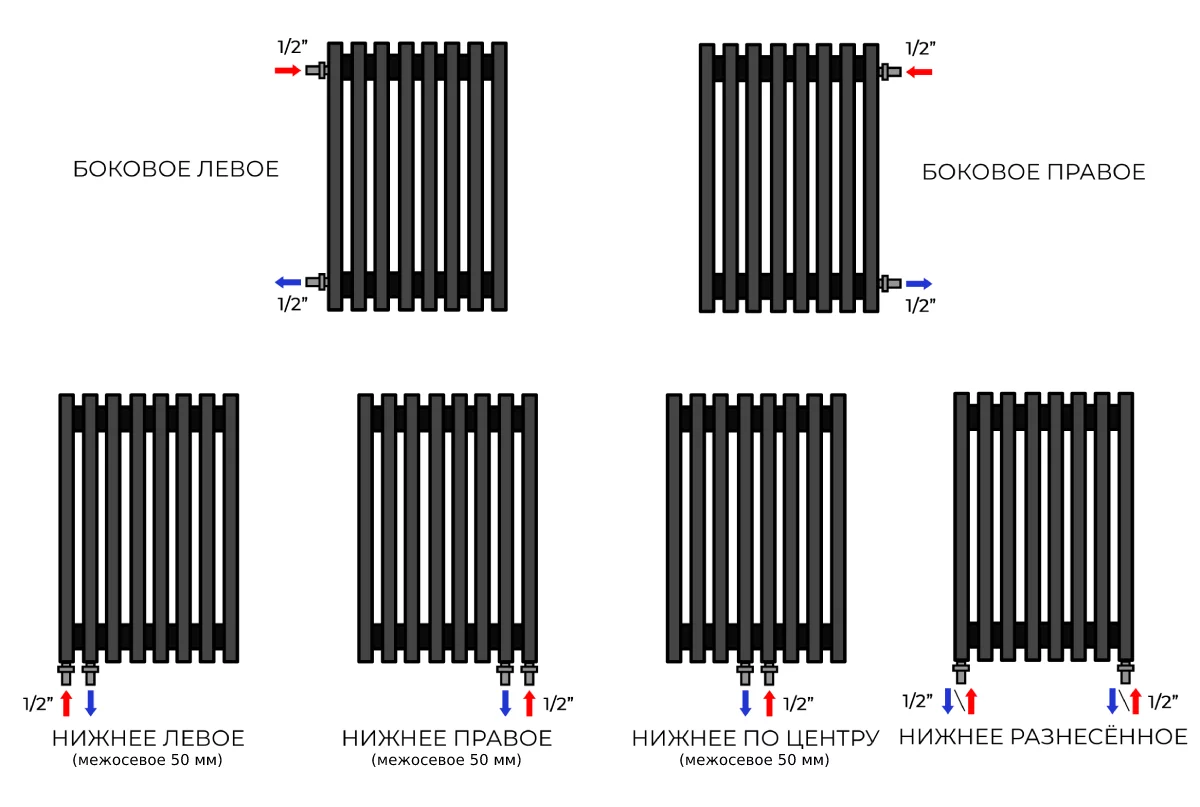 1/2”
1/2”
БОКОВОЕ ЛЕВОЕ
БОКОВОЕ ПРАВОЕ
1/2”
1/2”
1/2”
1/2”
1/2”
1/2” \
\ 1/2”
НИЖНЕЕ ЛЕВОЕ
(межосевое 50 мм)
НИЖНЕЕ ПРАВОЕ
(межосевое 50 мм)
НИЖНЕЕ ПО ЦЕНТРУ
(межосевое 50 мм)
НИЖНЕЕ РАЗНЕСЁННОЕ